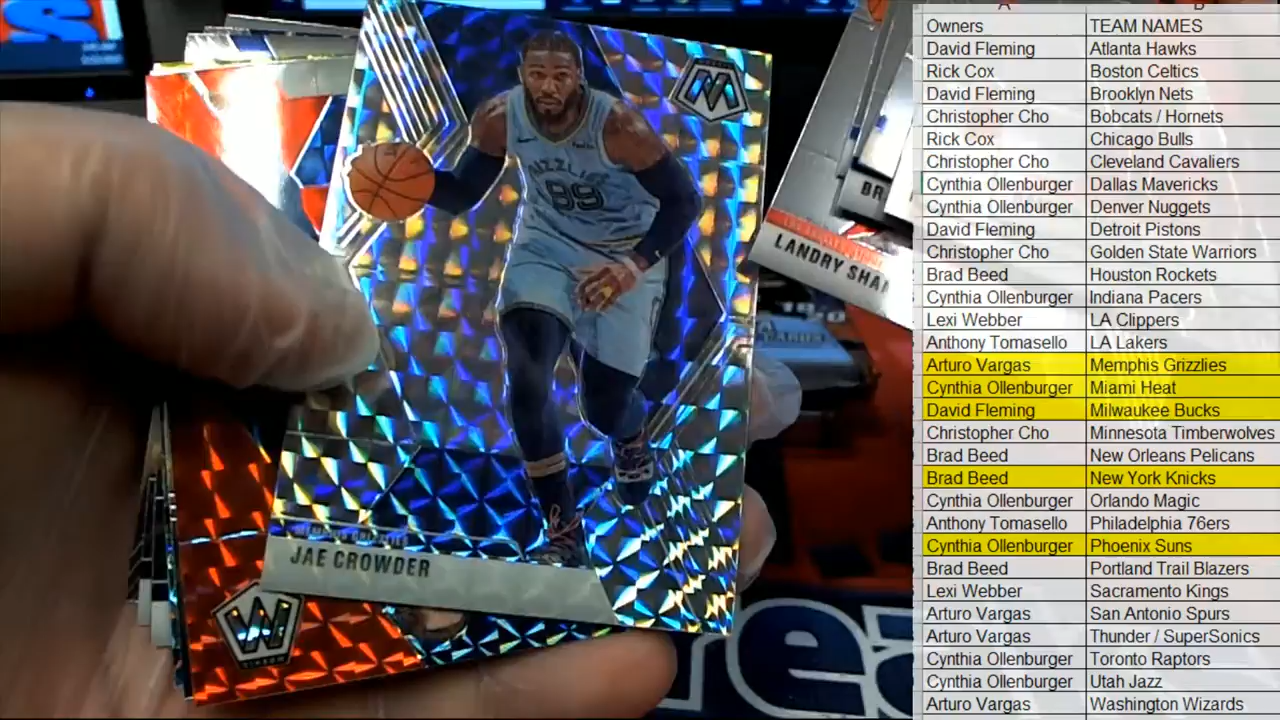 GRIZZLIES
99
MEMPHIS GRIZZLIES
JAE CROWDER
LANDRY SHA
BR
Owners TEAM NAMES
David Fleming Atlanta Hawks
Rick Cox Boston Celtics
David Fleming Brooklyn Nets
Christopher Cho Bobcats / Hornets
Rick Cox Chicago Bulls
Christopher Cho Cleveland Cavaliers
Cynthia Ollenburger Dallas Mavericks
Cynthia Ollenburger Denver Nuggets
David Fleming Detroit Pistons
Christopher Cho Golden State Warriors
Brad Beed Houston Rockets
Cynthia Ollenburger Indiana Pacers
Lexi Webber LA Clippers
Anthony Tomasello LA Lakers
Arturo Vargas Memphis Grizzlies
Cynthia Ollenburger Miami Heat
David Fleming Milwaukee Bucks
Christopher Cho Minnesota Timberwolves
Brad Beed New Orleans Pelicans
Brad Beed New York Knicks
Cynthia Ollenburger Orlando Magic
Anthony Tomasello Philadelphia 76ers
Cynthia Ollenburger Phoenix Suns
Brad Beed Portland Trail Blazers
Lexi Webber Sacramento Kings
Arturo Vargas San Antonio Spurs
Arturo Vargas Thunder / SuperSonics
Cynthia Ollenburger Toronto Raptors
Cynthia Ollenburger Utah Jazz
Arturo Vargas Washington Wizards